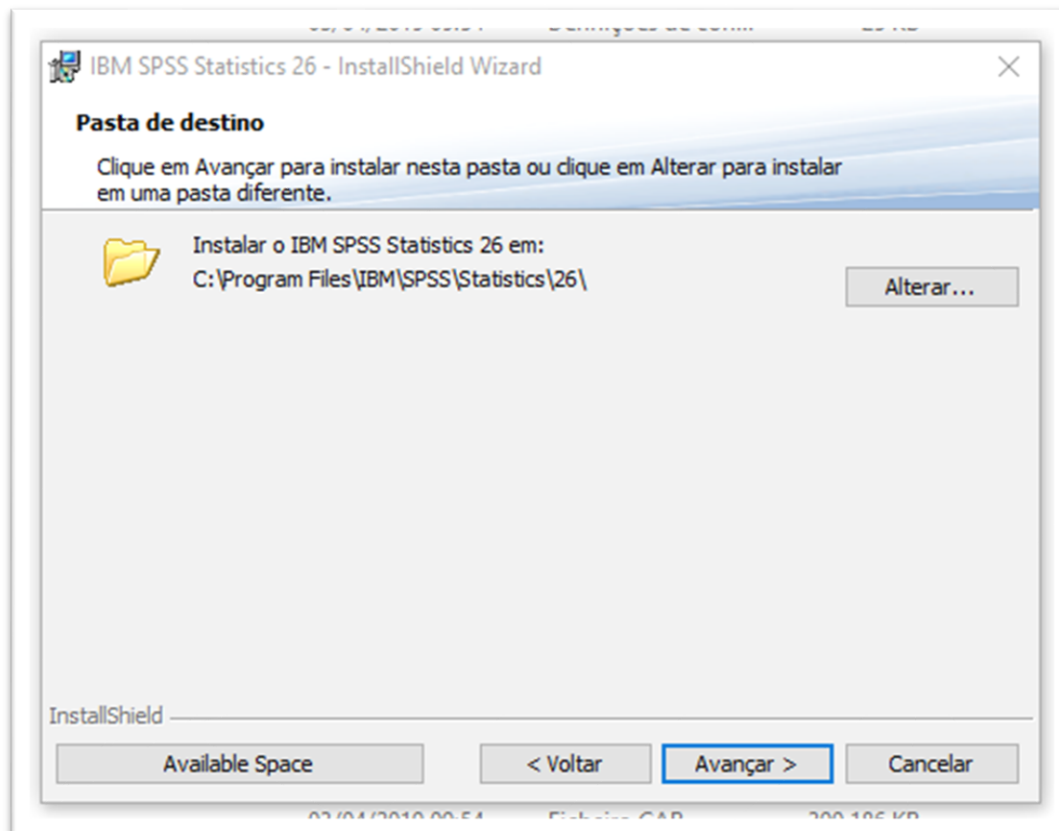 IBM SPSS Statistics 26 - InstallShield Wizard
Pasta de destino
Clique em Avançar para instalar nesta pasta ou clique em Alterar para instalar
em uma pasta diferente.
Instalar o IBM SPSS Statistics 26 em:
C:\Program Files\IBM\SPSS\Statistics\26\
Alterar...
InstallShield
Available Space
< Voltar
Avançar >
Cancelar